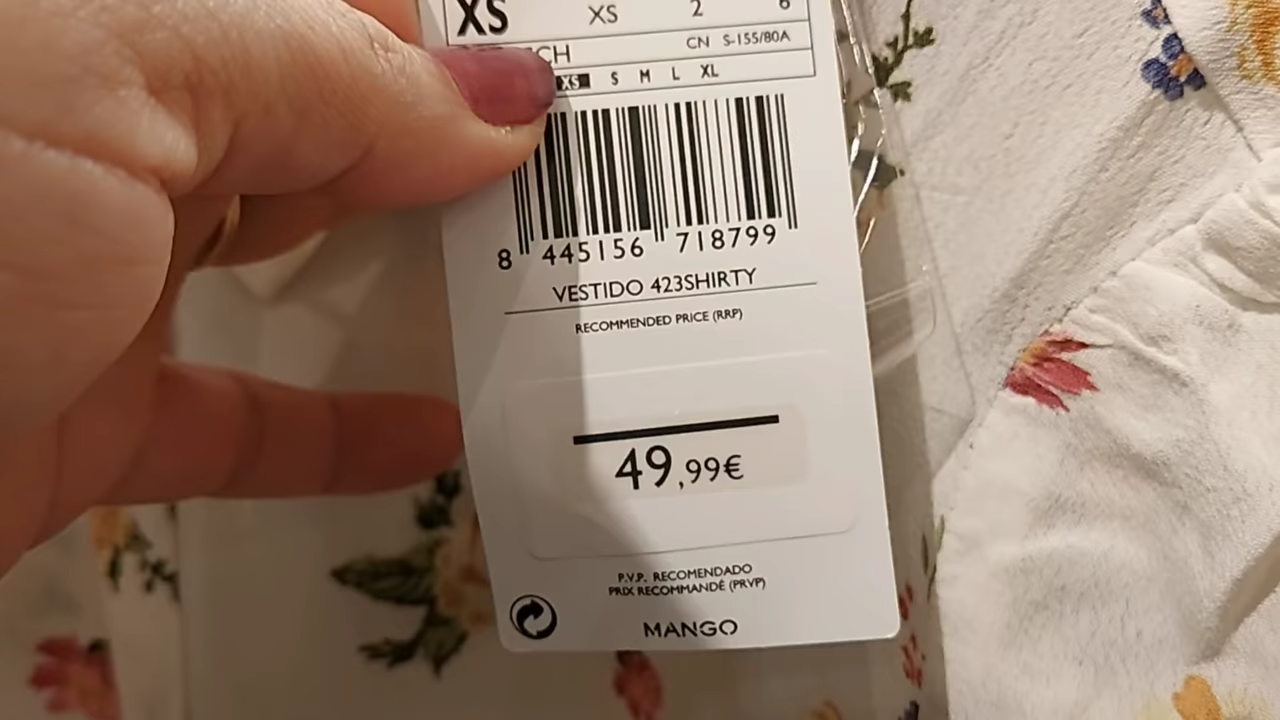 XS XS 2 6
CH CN S-155/80A
XS S M L XL
8 445156 718799
VESTIDO 423SHIRTY
RECOMMENDED PRICE (RRP)
49,99€
P.V.P. RECOMENDADO
PRIX RECOMMANDÉ (PRVP)
MANGO